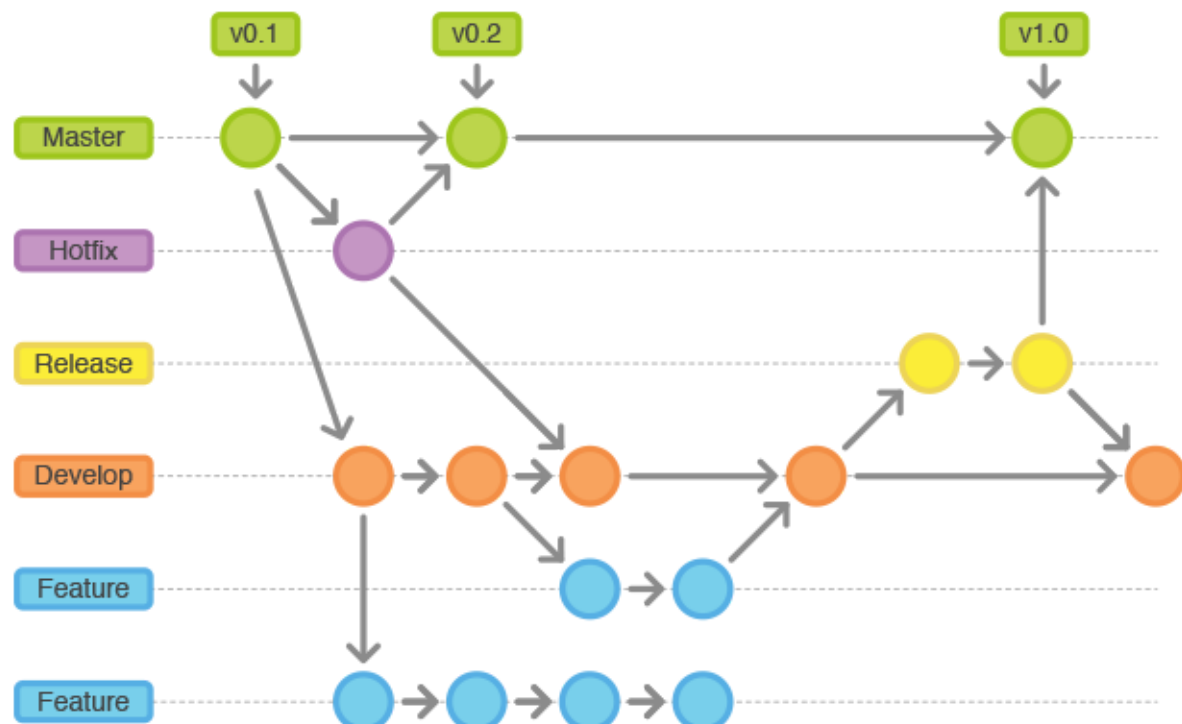 v0.1
v0.2
v1.0
Master
Hotfix
Release
Develop
Feature
Feature